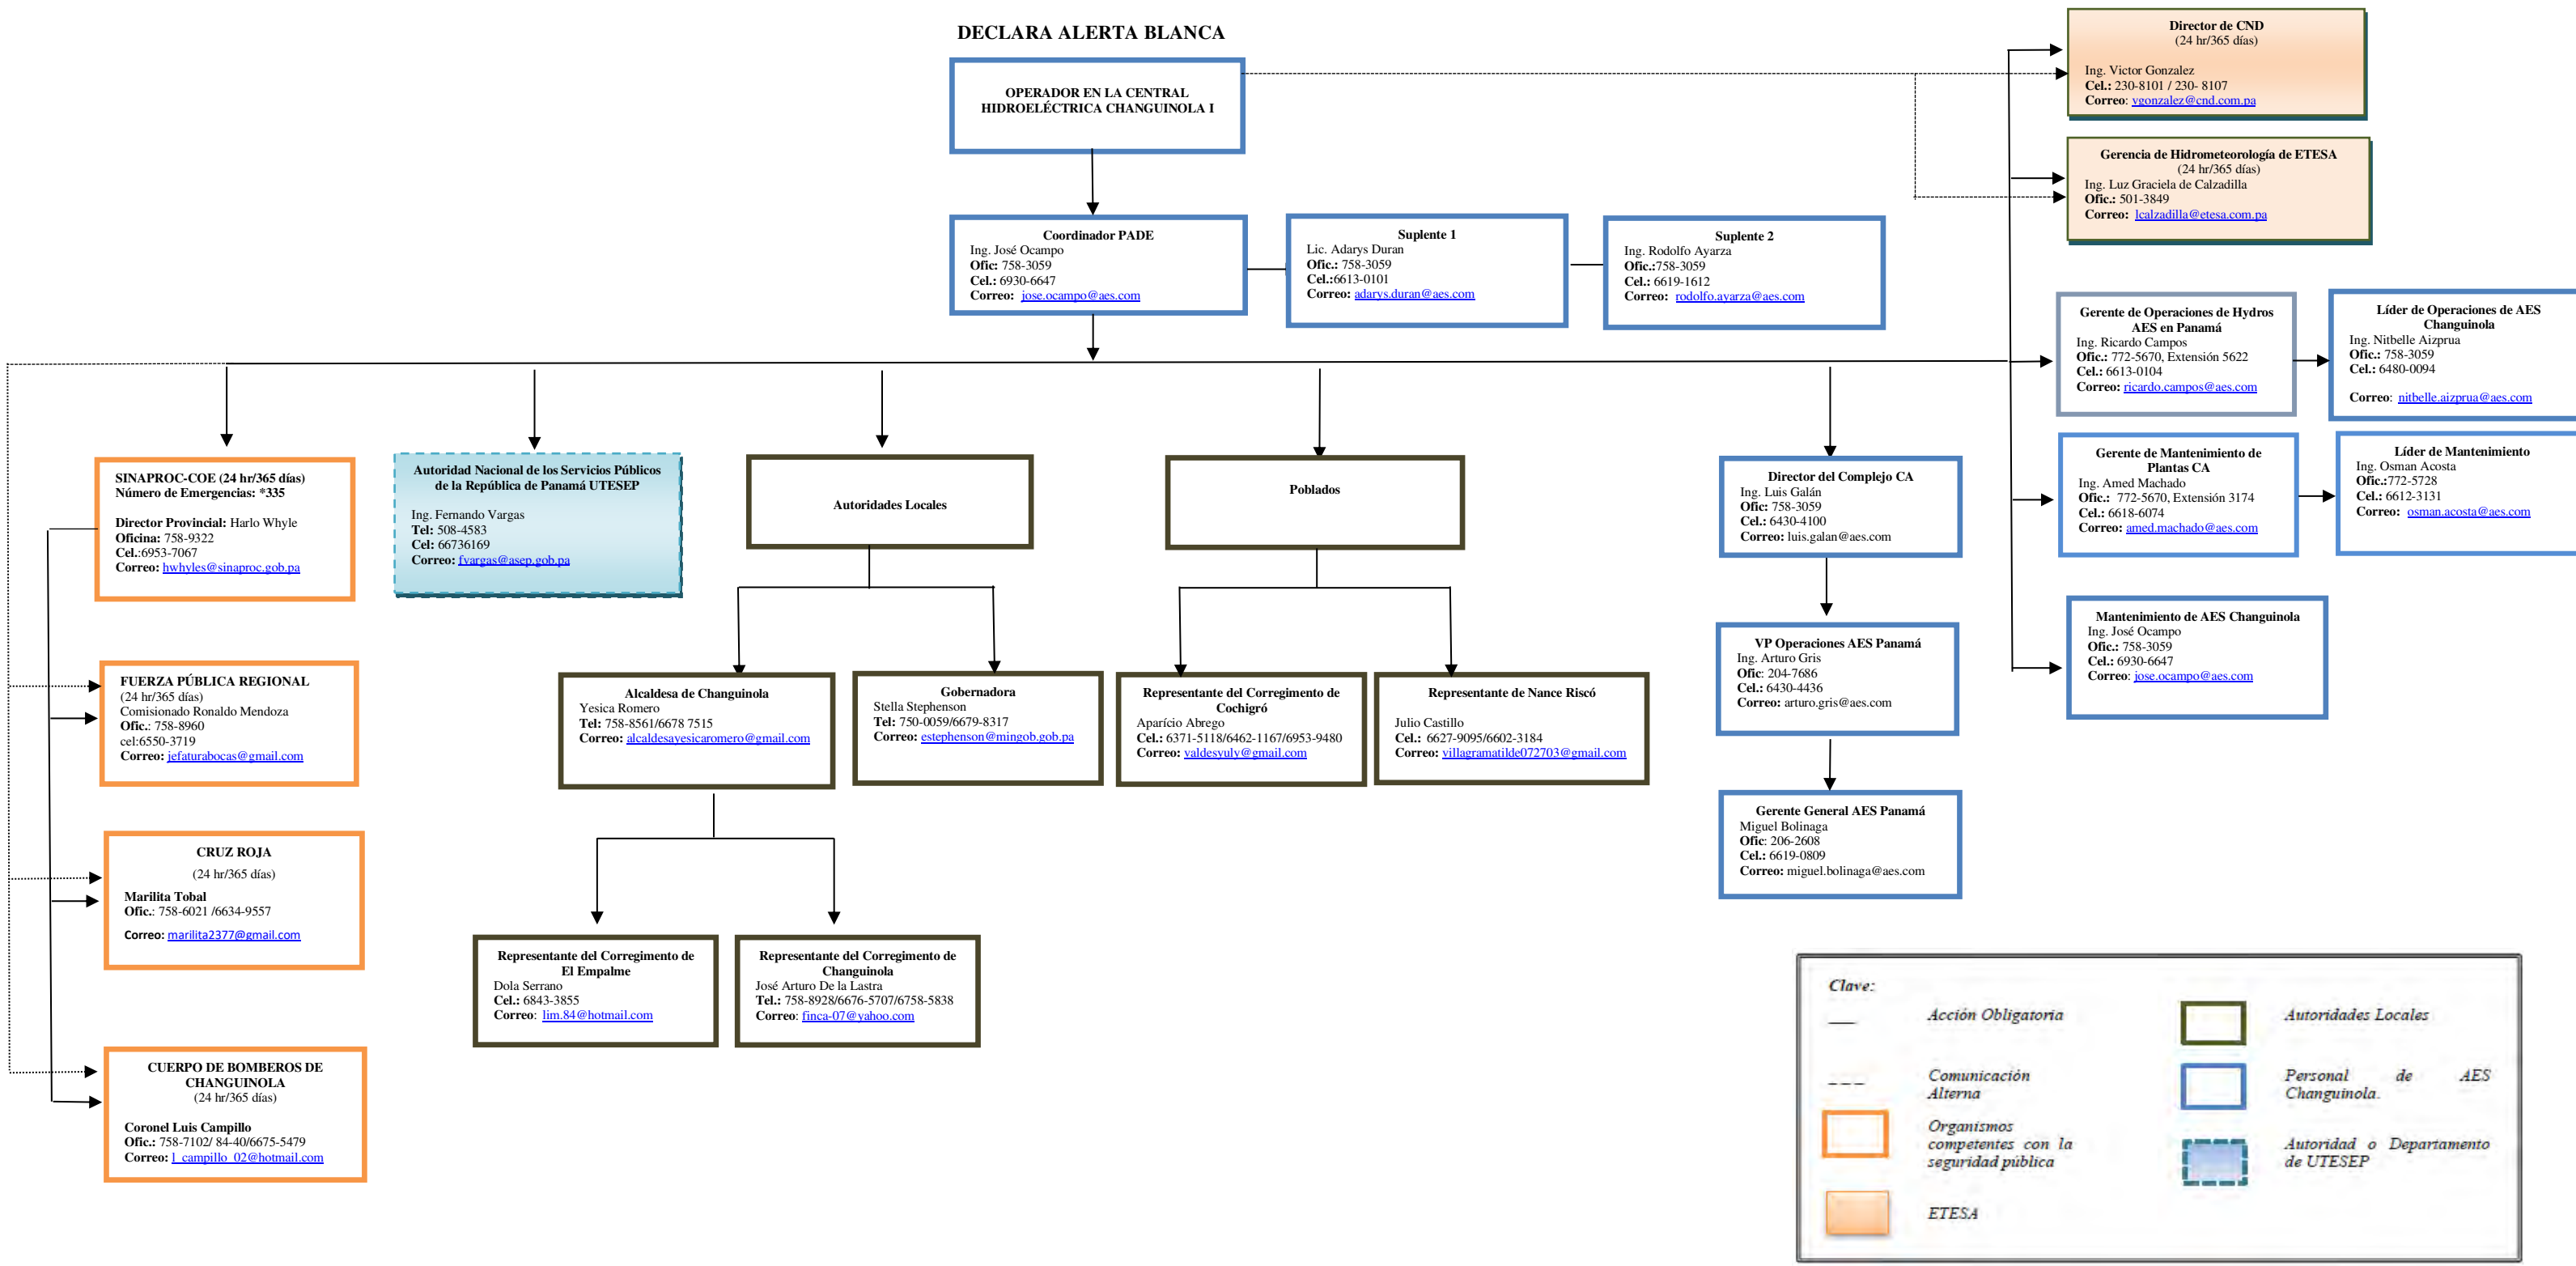 DECLARA ALERTA BLANCA
OPERADOR EN LA CENTRAL
HIDROELÉCTRICA CHANGUINOLA I
Director de CND
(24 hr/365 días)
Ing. Victor Gonzalez
Cel.: 230-8101 / 230- 8107
Correo: vgonzalez@cnd.com.pa
Gerencia de Hidrometeorología de ETESA
(24 hr/365 días)
Ing. Luz Graciela de Calzadilla
Ofic.: 501-3849
Correo: lcalzadilla@etesa.com.pa
Coordinador PADE
Ing. José Ocampo
Ofic: 758-3059
Cel.: 6930-6647
Correo: jose.ocampo@aes.com
Suplente 1
Lic. Adarys Duran
Ofic.: 758-3059
Cel.:6613-0101
Correo: adarys.duran@aes.com
Suplente 2
Ing. Rodolfo Ayarza
Ofic.:758-3059
Cel.: 6619-1612
Correo: rodolfo.ayarza@aes.com
Gerente de Operaciones de Hydros
AES en Panamá
Ing. Ricardo Campos
Ofic.: 772-5670, Extensión 5622
Cel.: 6613-0104
Correo: ricardo.campos@aes.com
Líder de Operaciones de AES
Changuinola
Ing. Nitbelle Aizprua
Ofic.: 758-3059
Cel.: 6480-0094
Correo: nitbelle.aizprua@aes.com
SINAPROC-COE (24 hr/365 días)
Número de Emergencias: *335
Director Provincial: Harlo Whyle
Oficina: 758-9322
Cel.:6953-7067
Correo: hwhyles@sinaproc.gob.pa
Autoridad Nacional de los Servicios Públicos
de la República de Panamá UTESEP
Ing. Fernando Vargas
Tel: 508-4583
Cel: 66736169
Correo: fvargas@asep.gob.pa
Autoridades Locales
Poblados
Director del Complejo CA
Ing. Luis Galán
Ofic: 758-3059
Cel.: 6430-4100
Correo: luis.galan@aes.com
Gerente de Mantenimiento de
Plantas CA
Ing. Amed Machado
Ofic.: 772-5670, Extensión 3174
Cel.: 6618-6074
Correo: amed.machado@aes.com
Líder de Mantenimiento
Ing. Osman Acosta
Ofic.:772-5728
Cel.: 6612-3131
Correo: osman.acosta@aes.com
Mantenimiento de AES Changuinola
Ing. José Ocampo
Ofic.: 758-3059
Cel.: 6930-6647
Correo: jose.ocampo@aes.com
FUERZA PÚBLICA REGIONAL
(24 hr/365 días)
Comisionado Ronaldo Mendoza
Ofic.: 758-8960
cel:6550-3719
Correo: jefaturabocas@gmail.com
Alcaldesa de Changuinola
Yesica Romero
Tel: 758-8561/6678 7515
Correo: alcaldesayesicaromero@gmail.com
Gobernadora
Stella Stephenson
Tel: 750-0059/6679-8317
Correo: estephenson@mingob.gob.pa
Representante del Corregimento de
Cochigró
Aparício Abrego
Cel.: 6371-5118/6462-1167/6953-9480
Correo: valdesyuly@gmail.com
Representante de Nance Riscó
Julio Castillo
Cel.: 6627-9095/6602-3184
Correo: villagramatilde072703@gmail.com
VP Operaciones AES Panamá
Ing. Arturo Gris
Ofic: 204-7686
Cel.: 6430-4436
Correo: arturo.gris@aes.com
Gerente General AES Panamá
Miguel Bolinaga
Ofic: 206-2608
Cel.: 6619-0809
Correo: miguel.bolinaga@aes.com
CRUZ ROJA
(24 hr/365 días)
Marilita Tobal
Ofic.: 758-6021 /6634-9557
Correo: marilita2377@gmail.com
Representante del Corregimento de
El Empalme
Dola Serrano
Cel.: 6843-3855
Correo: lim.84@hotmail.com
Representante del Corregimento de
Changuinola
José Arturo De la Lastra
Tel.: 758-8928/6676-5707/6758-5838
Correo: finca-07@yahoo.com
CUERPO DE BOMBEROS DE
CHANGUINOLA
(24 hr/365 días)
Coronel Luis Campillo
Ofic.: 758-7102/ 84-40/6675-5479
Correo: l_campillo_02@hotmail.com
Clave:
Acción Obligatoria
Comunicación
Alterna
Organismos
competentes con la
seguridad pública
ETESA
Autoridades Locales
Personal de AES
Changuinola.
Autoridad o Departamento
de UTESEP